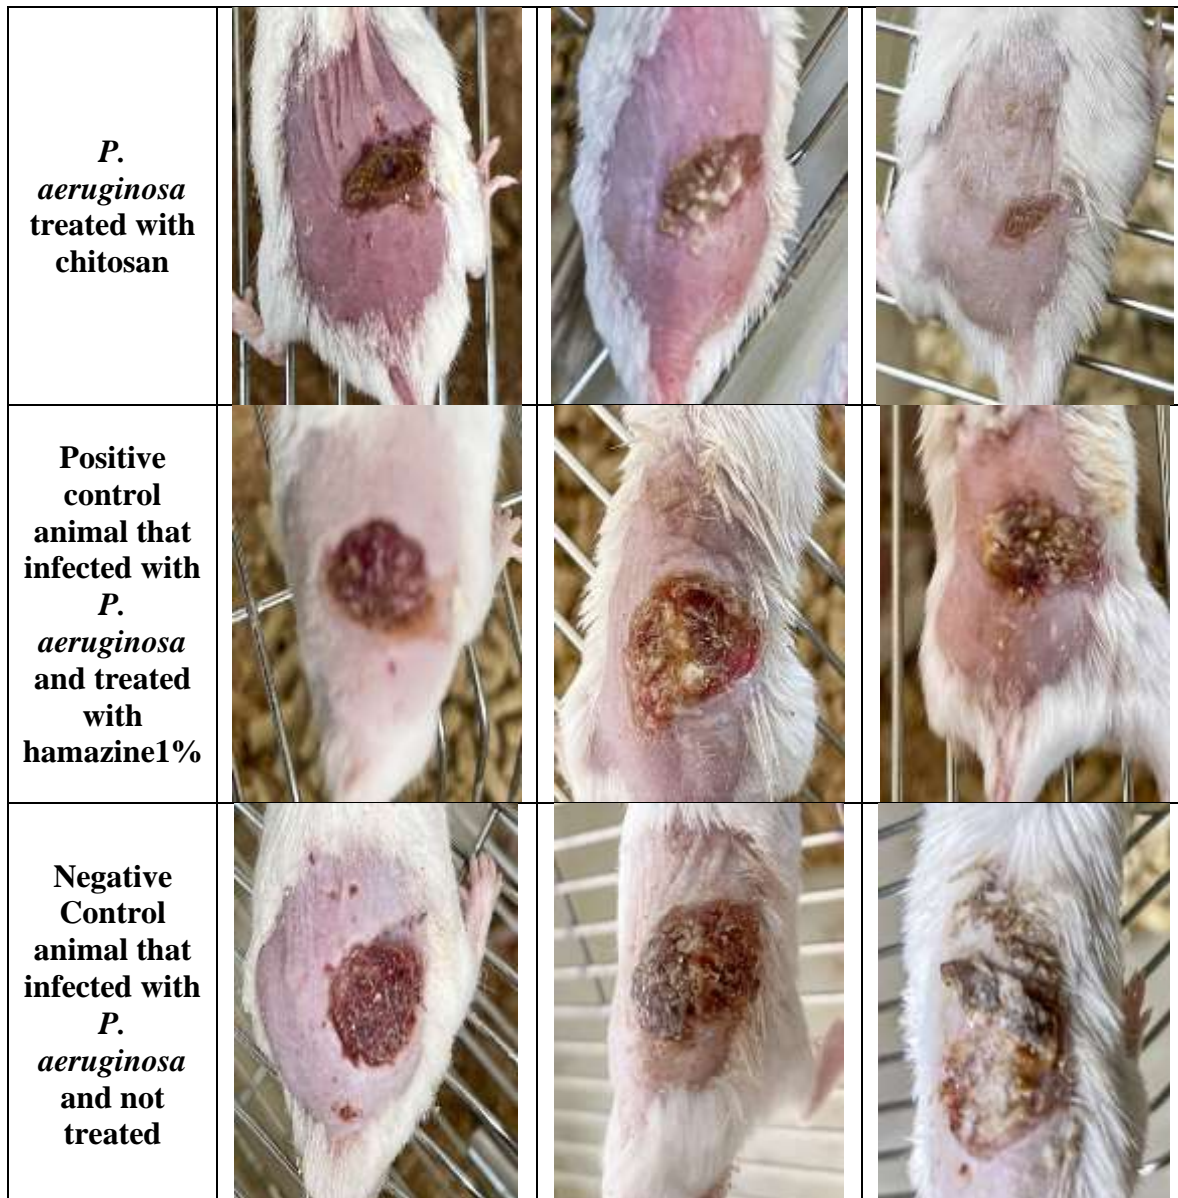 P.
aeruginosa
treated with
chitosan
Positive
control
animal that
infected with
P.
aeruginosa
and treated
with
hamazine1%
Negative
Control
animal that
infected with
P.
aeruginosa
and not
treated